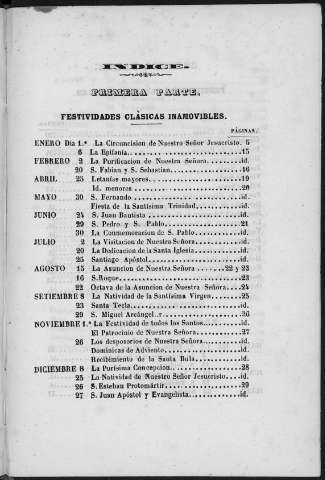 INDICE.
PRIMERA PARTE.
FESTIVIDADES CLÁSICAS INAMOVIBLES.
PÁGINAS.
ENERO Dia 1.º La Circuncision de Nuestro Señor Jesucristo. 5
6 La Epifanía. 15
FEBRERO 2 La Purificacion de Nuestra Señora. id.
20 S. Fabian y S. Sebastian. 16
ABRIL 25 Letanías mayores. 19
Id. menores. 20
MAYO 30 S. Fernando. id.
Fiesta de la Santísima Trinidad. id.
JUNIO 24 S. Juan Bautista. id.
29 S. Pedro y S. Pablo. 21
30 La Conmemoracion de S. Pablo. id.
JULIO 2 La Visitacion de Nuestra Señora. id.
20 La Dedicacion de la Santa Iglesia. id.
25 Santiago Apóstol. id.
AGOSTO 15 La Asuncion de Nuestra Señora. 22 y 23
16 S. Roque. 23
22 Octava de la Asuncion de Nuestra Señora. 24
SETIEMBRE 8 La Natividad de la Santísima Virgen. 25
23 Santa Tecla. id.
29 S. Miguel Arcángel. 26
NOVIEMBRE 1.º La Festividad de todos los Santos. id.
El Patrocinio de Nuestra Señora. 27
26 Los desposorios de Nuestra Señora. id.
Dominicas de Adviento. id.
Recibimiento de la Santa Bula. id.
DICIEMBRE 8 La Purísima Concepcion. 28
25 La Natividad de Nuestro Señor Jesucristo. id.
26 S. Esteban Protomártir. 29
27 S. Juan Apóstol y Evangelista. id.